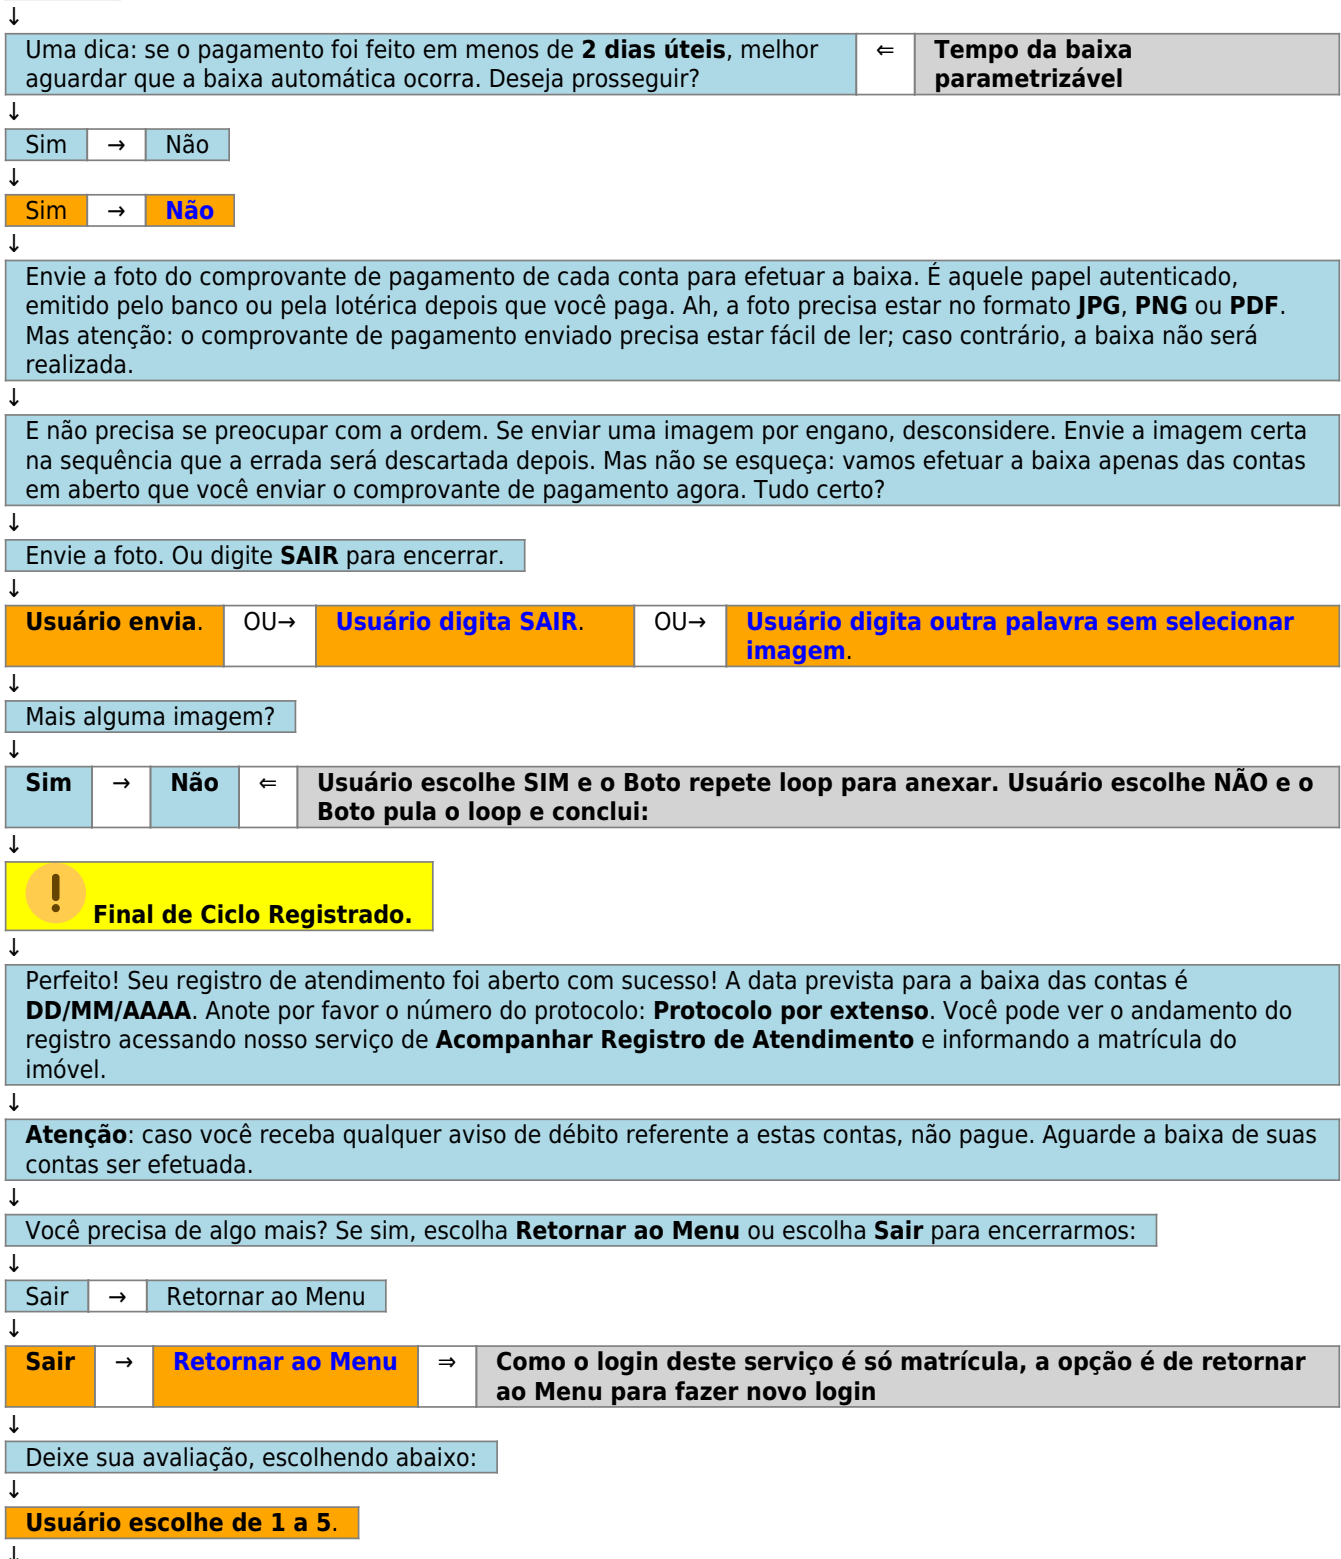 ↓
Uma dica: se o pagamento foi feito em menos de 2 dias úteis, melhor
aguardar que a baixa automática ocorra. Deseja prosseguir?
⇐
Tempo da baixa
parametrizável
↓
Sim → Não
↓
Sim → Não
↓
Envie a foto do comprovante de pagamento de cada conta para efetuar a baixa. É aquele papel autenticado,
emitido pelo banco ou pela lotérica depois que você paga. Ah, a foto precisa estar no formato JPG, PNG ou PDF.
Mas atenção: o comprovante de pagamento enviado precisa estar fácil de ler; caso contrário, a baixa não será
realizada.
↓
E não precisa se preocupar com a ordem. Se enviar uma imagem por engano, desconsidere. Envie a imagem certa
na sequência que a errada será descartada depois. Mas não se esqueça: vamos efetuar a baixa apenas das contas
em aberto que você enviar o comprovante de pagamento agora. Tudo certo?
↓
Envie a foto. Ou digite SAIR para encerrar.
↓
Usuário envia. OU→ Usuário digita SAIR. OU→ Usuário digita outra palavra sem selecionar
imagem.
↓
Mais alguma imagem?
↓
Sim → Não ⇐ Usuário escolhe SIM e o Boto repete loop para anexar. Usuário escolhe NÃO e o
Boto pula o loop e conclui:
↓
Final de Ciclo Registrado.
↓
Perfeito! Seu registro de atendimento foi aberto com sucesso! A data prevista para a baixa das contas é
DD/MM/AAAA. Anote por favor o número do protocolo: Protocolo por extenso. Você pode ver o andamento do
registro acessando nosso serviço de Acompanhar Registro de Atendimento e informando a matrícula do
imóvel.
↓
Atenção: caso você receba qualquer aviso de débito referente a estas contas, não pague. Aguarde a baixa de suas
contas ser efetuada.
↓
Você precisa de algo mais? Se sim, escolha Retornar ao Menu ou escolha Sair para encerrarmos:
↓
Sair → Retornar ao Menu
↓
Sair → Retornar ao Menu ⇒ Como o login deste serviço é só matrícula, a opção é de retornar
ao Menu para fazer novo login
↓
Deixe sua avaliação, escolhendo abaixo:
↓
Usuário escolhe de 1 a 5.
↓